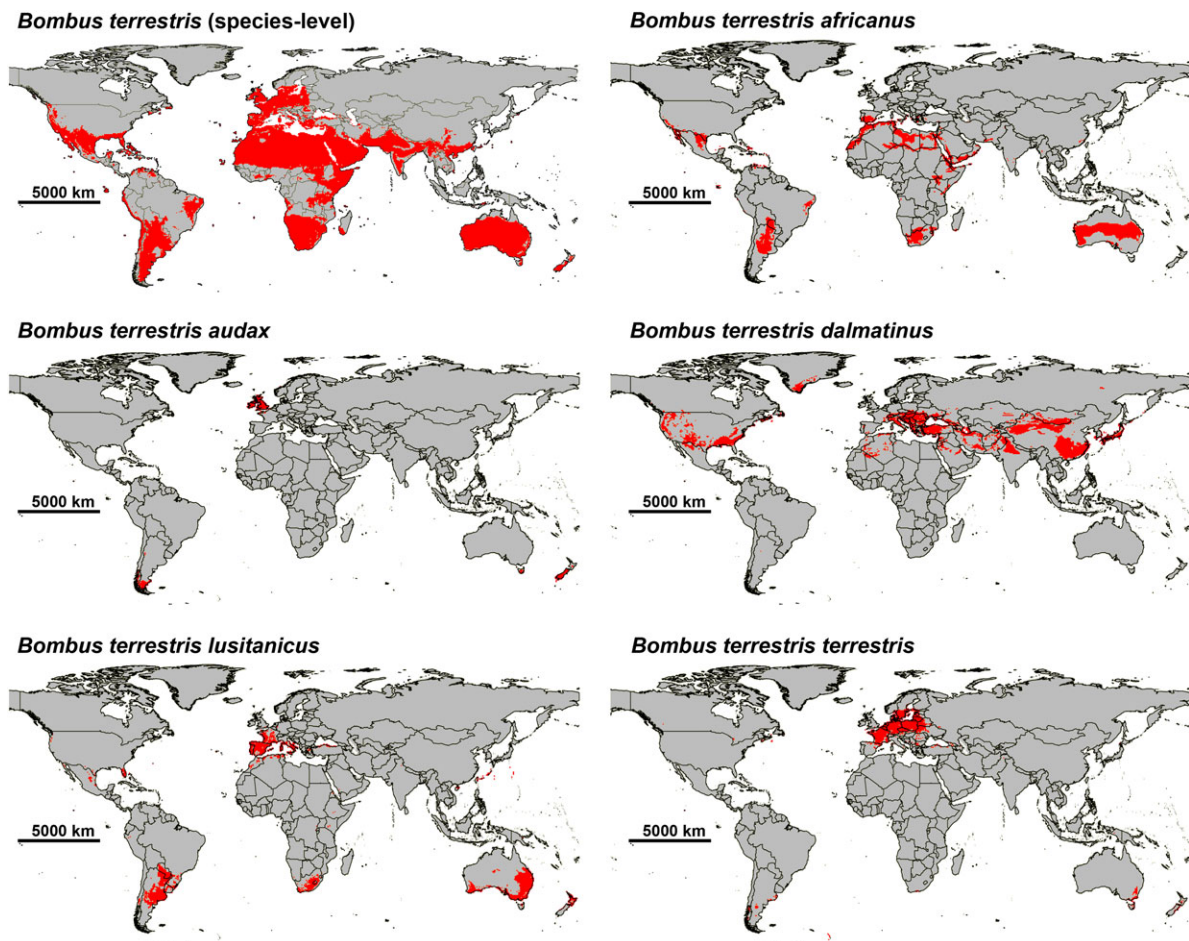 Bombus terrestris (species-level)
Bombus terrestris africanus
5000 km
5000 km
Bombus terrestris audax
Bombus terrestris dalmatinus
5000 km
5000 km
Bombus terrestris lusitanicus
Bombus terrestris terrestris
5000 km
5000 km